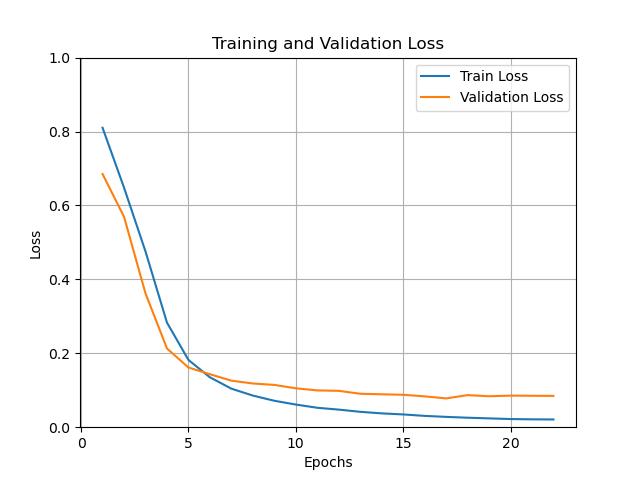 Training and Validation Loss
Train Loss
Validation Loss
1.0
0.8
0.6
0.4
0.2
0.0
Loss
0 5 10 15 20
Epochs